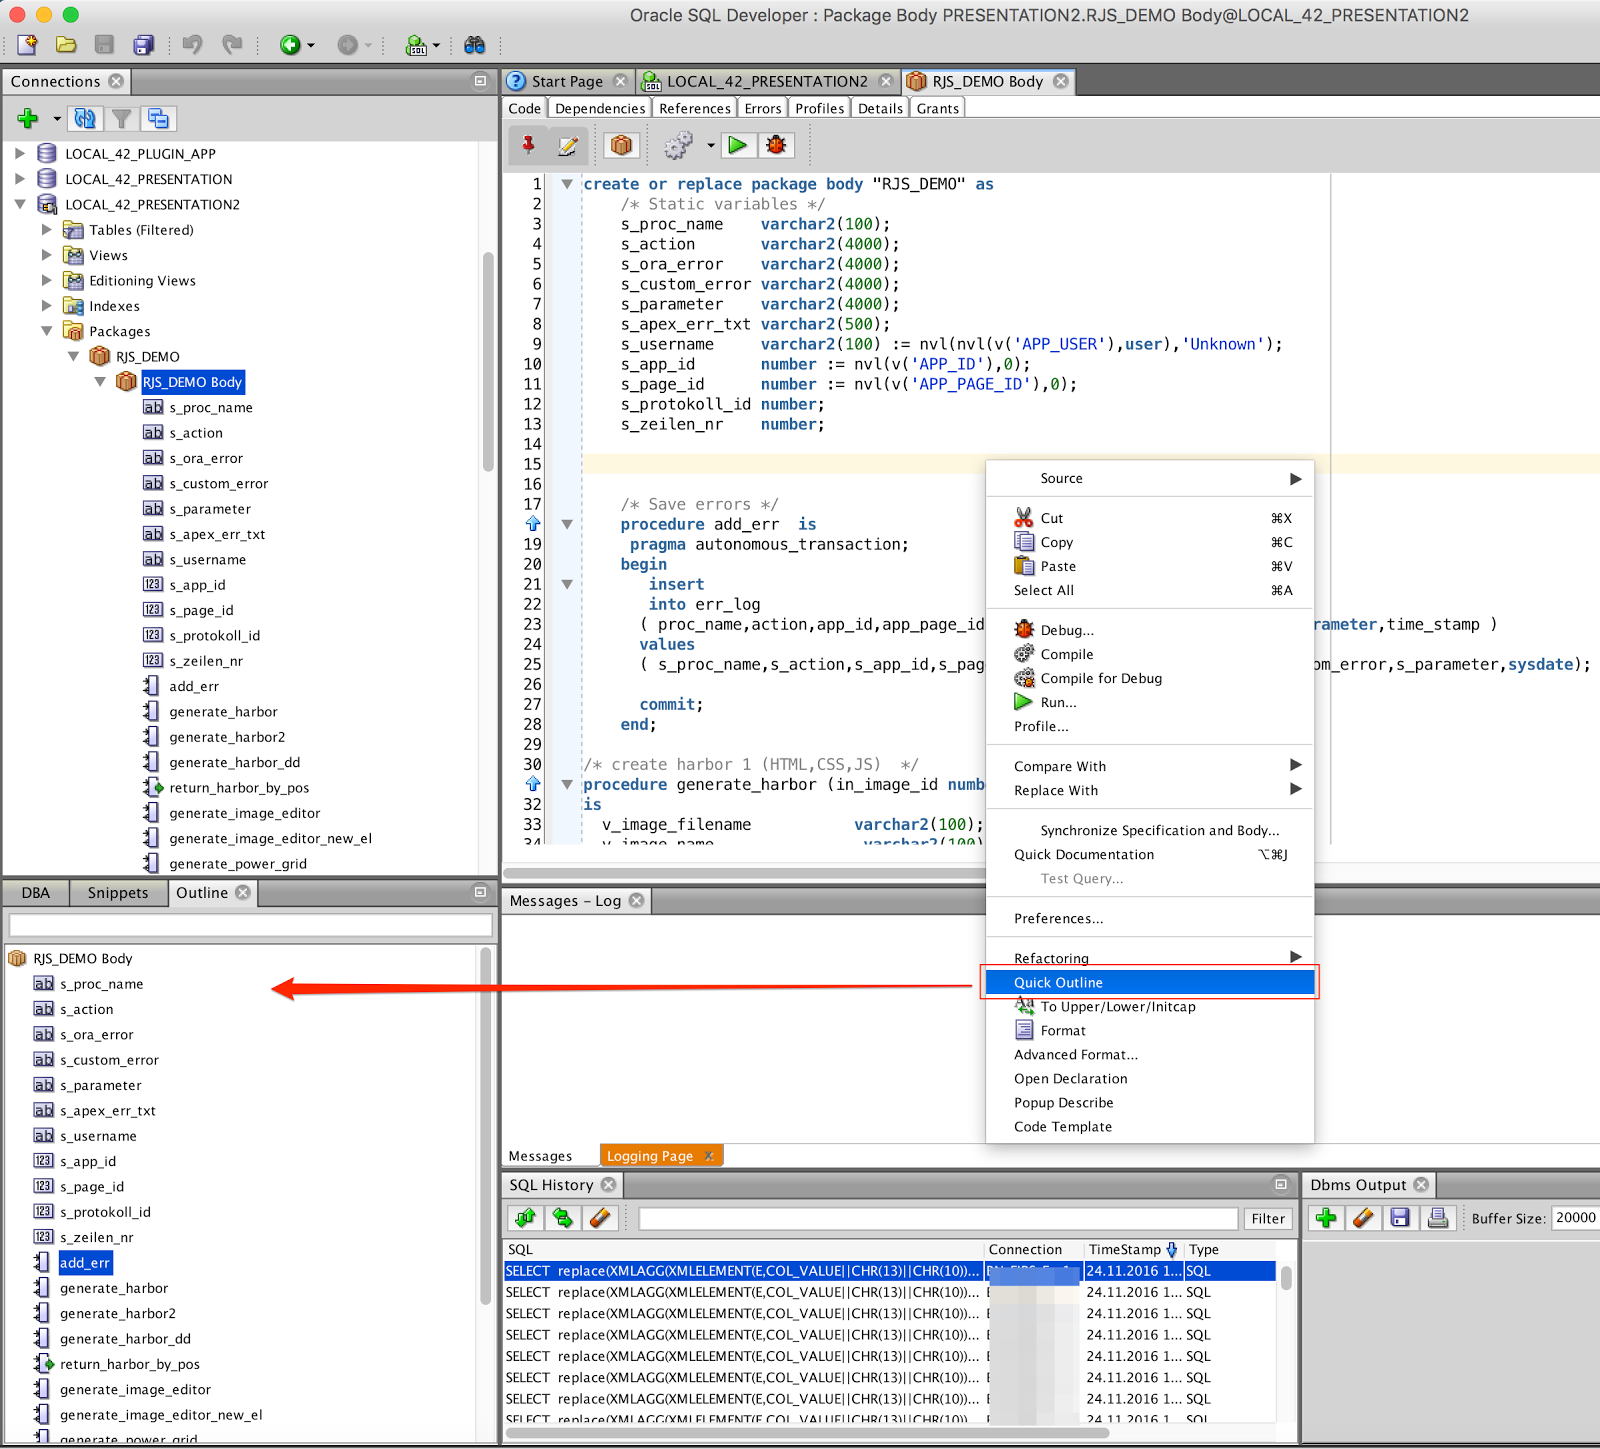 Oracle SQL Developer : Package Body PRESENTATION2.RJS_DEMO Body@LOCAL_42_PRESENTATION2
Connections
LOCAL_42_PLUGIN_APP
LOCAL_42_PRESENTATION
LOCAL_42_PRESENTATION2
Tables (Filtered)
Views
Editioning Views
Indexes
Packages
RJS_DEMO
RJS_DEMO Body
s_proc_name
s_action
s_ora_error
s_custom_error
s_parameter
s_apex_err_txt
s_username
s_app_id
s_page_id
s_protokoll_id
s_zeilen_nr
add_err
generate_harbor
generate_harbor2
generate_harbor_dd
return_harbor_by_pos
generate_image_editor
generate_image_editor_new_el
generate_power_grid
DBA Snippets Outline
RJS_DEMO Body
s_proc_name
s_action
s_ora_error
s_custom_error
s_parameter
s_apex_err_txt
s_username
s_app_id
s_page_id
s_protokoll_id
s_zeilen_nr
add_err
generate_harbor
generate_harbor2
generate_harbor_dd
return_harbor_by_pos
generate_image_editor
generate_image_editor_new_el
generate_power_grid
Start Page LOCAL_42_PRESENTATION2 RJS_DEMO Body
Code Dependencies References Errors Profiles Details Grants
1 create or replace package body "RJS_DEMO" as
2 /* Static variables */
3 s_proc_name varchar2(100);
4 s_action varchar2(4000);
5 s_ora_error varchar2(4000);
6 s_custom_error varchar2(4000);
7 s_parameter varchar2(4000);
8 s_apex_err_txt varchar2(500);
9 s_username varchar2(100) := nvl(nvl(v('APP_USER'),user),'Unknown');
10 s_app_id number := nvl(v('APP_ID'),0);
11 s_page_id number := nvl(v('APP_PAGE_ID'),0);
12 s_protokoll_id number;
13 s_zeilen_nr number;
14
15
16
17 /* Save errors */
procedure add_err is
19 pragma autonomous_transaction;
20 begin
21 insert
22 into err_log
23 ( proc_name,action,app_id,app_page_id rameter,time_stamp )
24 values
25 ( s_proc_name,s_action,s_app_id,s_pag om_error,s_parameter,sysdate);
26
27 commit;
28 end;
29
30 /* create harbor 1 (HTML,CSS,JS) */
procedure generate_harbor (in_image_id numb
32 is
33 v_image_filename varchar2(100);
34 v_image_name varchar2(100)
Source
Cut ⌘X
Copy ⌘C
Paste ⌘V
Select All ⌘A
Debug...
Compile
Compile for Debug
Run...
Profile...
Compare With
Replace With
Synchronize Specification and Body...
Quick Documentation ⌥⌘J
Test Query...
Preferences...
Refactoring
Quick Outline
To Upper/Lower/Initcap
Format
Advanced Format...
Open Declaration
Popup Describe
Code Template
Messages - Log
Messages Logging Page
SQL History
Filter
SQL Connection TimeStamp Type
SELECT replace(XMLAGG(XMLELEMENT(E,COL_VALUE||CHR(13)||CHR(10))... 24.11.2016 1... SQL
SELECT replace(XMLAGG(XMLELEMENT(E,COL_VALUE||CHR(13)||CHR(10))... 24.11.2016 1... SQL
SELECT replace(XMLAGG(XMLELEMENT(E,COL_VALUE||CHR(13)||CHR(10))... 24.11.2016 1... SQL
SELECT replace(XMLAGG(XMLELEMENT(E,COL_VALUE||CHR(13)||CHR(10))... 24.11.2016 1... SQL
SELECT replace(XMLAGG(XMLELEMENT(E,COL_VALUE||CHR(13)||CHR(10))... 24.11.2016 1... SQL
SELECT replace(XMLAGG(XMLELEMENT(E,COL_VALUE||CHR(13)||CHR(10))... 24.11.2016 1... SQL
SELECT replace(XMLAGG(XMLELEMENT(E,COL_VALUE||CHR(13)||CHR(10))... 24.11.2016 1... SQL
SELECT replace(XMLAGG(XMLELEMENT(E,COL_VALUE||CHR(13)||CHR(10))... 24.11.2016 1... SQL
Dbms Output
Buffer Size: 20000